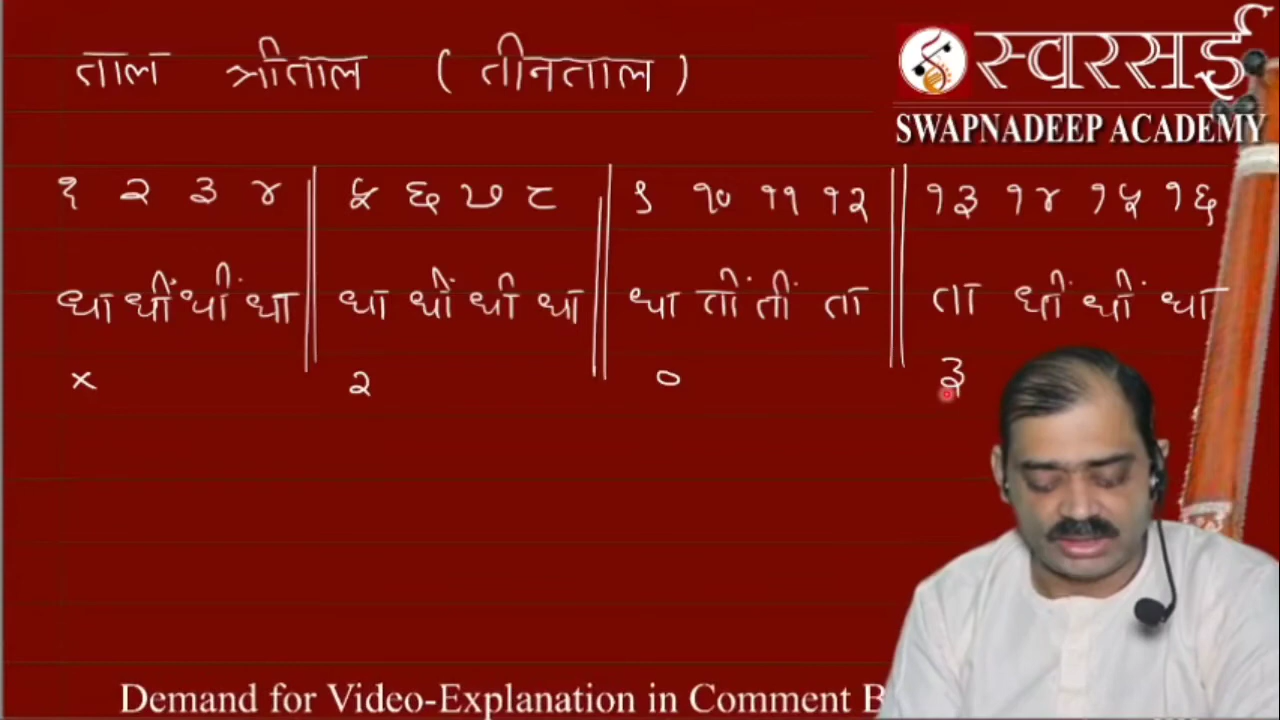 ताल त्रीताल ( तीनताल )
स्वरसई
SWAPNADEEP ACADEMY
१ २ ३ ४ ५ ६ ७ ८ ९ १० ११ १२ १३ १४ १५ १६
धा धीं धीं धा धा धीं धी धा धा तीं तीं ता ता धीं धीं धा
x २ ० ३
Demand for Video-Explanation in Comment B